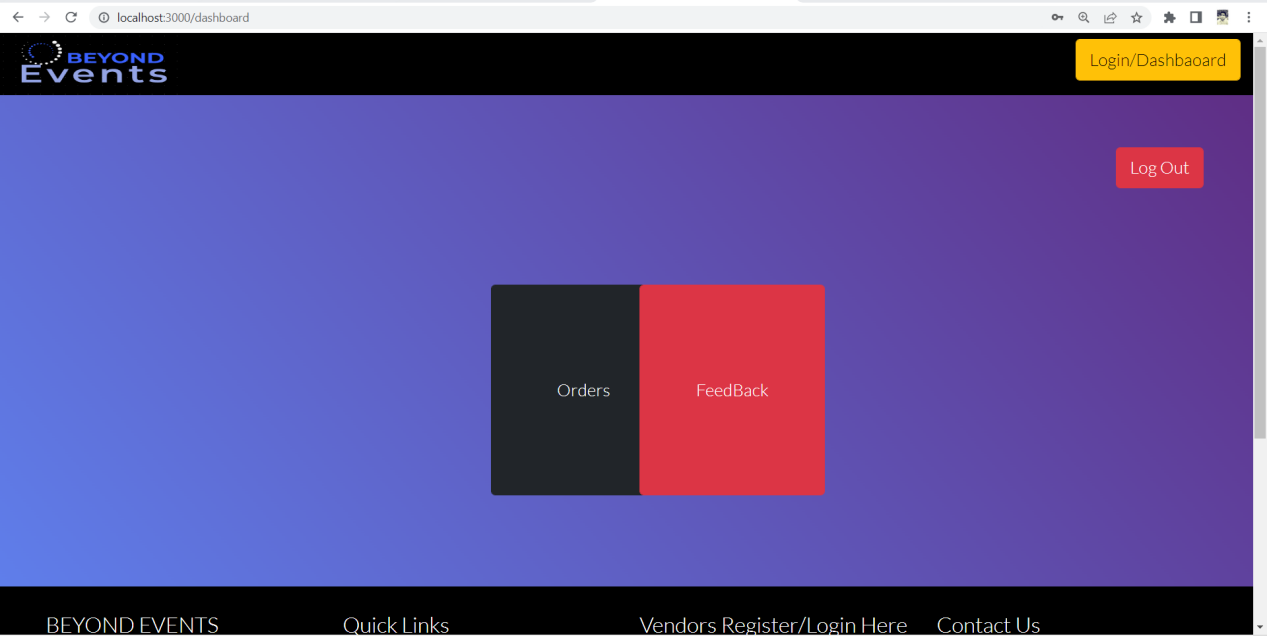 localhost:3000/dashboard
BEYOND
Events
Login/Dashbaoard
Log Out
Orders
FeedBack
BEYOND EVENTS
Quick Links
Vendors Register/Login Here
Contact Us